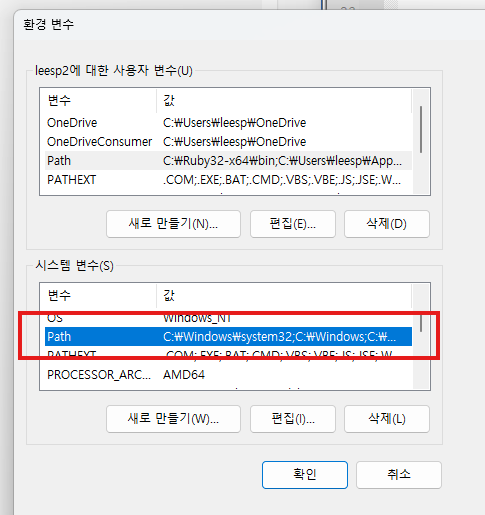 환경 변수
leesp2에 대한 사용자 변수(U)
변수 값
OneDrive C:₩Users₩leesp₩OneDrive
OneDriveConsumer C:₩Users₩leesp₩OneDrive
Path C:₩Ruby32-x64₩bin;C:₩Users₩leesp₩App...
PATHEXT .COM;.EXE;.BAT;.CMD;.VBS;.VBE;.JS;.JSE;.W...
새로 만들기(N)... 편집(E)... 삭제(D)
시스템 변수(S)
변수 값
OS Windows_NT
Path C:₩Windows₩system32;C:₩Windows;C:₩...
PATHEXT .COM;.EXE;.BAT;.CMD;.VBS;.VBE;.JS;.JSE;.W...
PROCESSOR_ARC... AMD64
새로 만들기(W)... 편집(I)... 삭제(L)
확인 취소